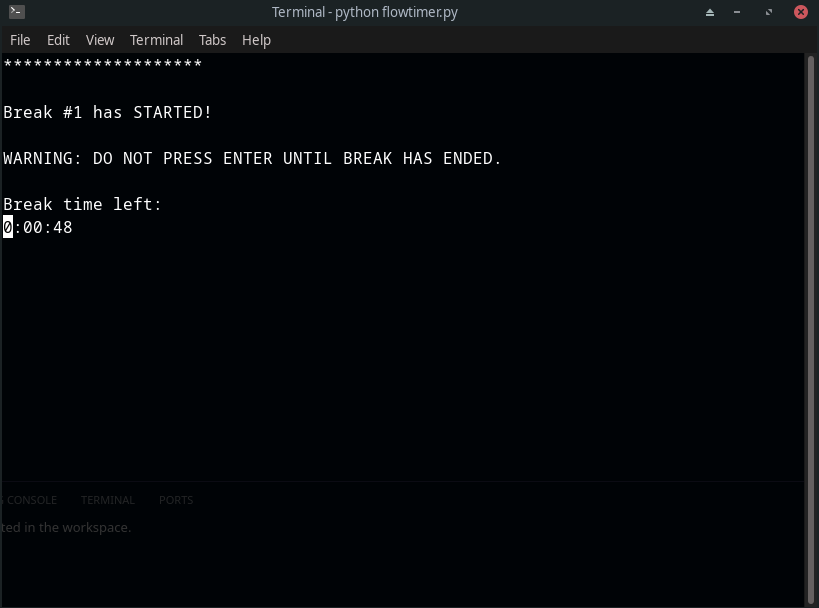 Terminal - python flowtimer.py
File Edit View Terminal Tabs Help
********************
Break #1 has STARTED!
WARNING: DO NOT PRESS ENTER UNTIL BREAK HAS ENDED.
Break time left:
0:00:48
CONSOLE TERMINAL PORTS
ted in the workspace.